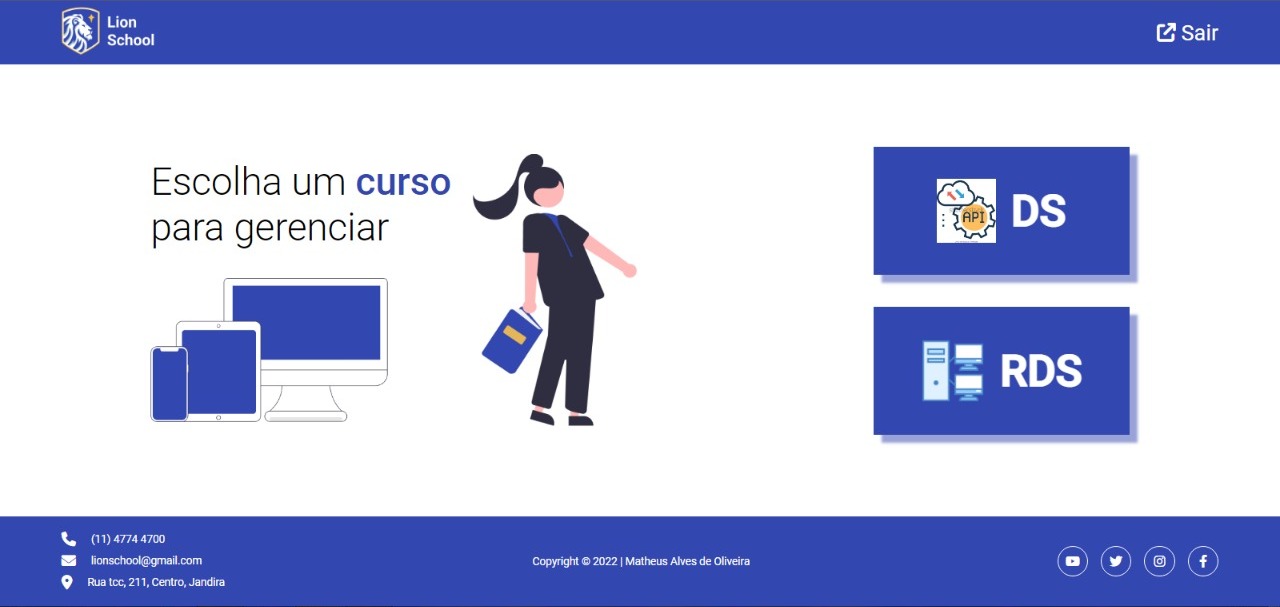 Lion
School
Sair
Escolha um curso
para gerenciar
API
DS
RDS
(11) 4774 4700
lionschool@gmail.com
Rua tcc, 211, Centro, Jandira
Copyright © 2022 | Matheus Alves de Oliveira